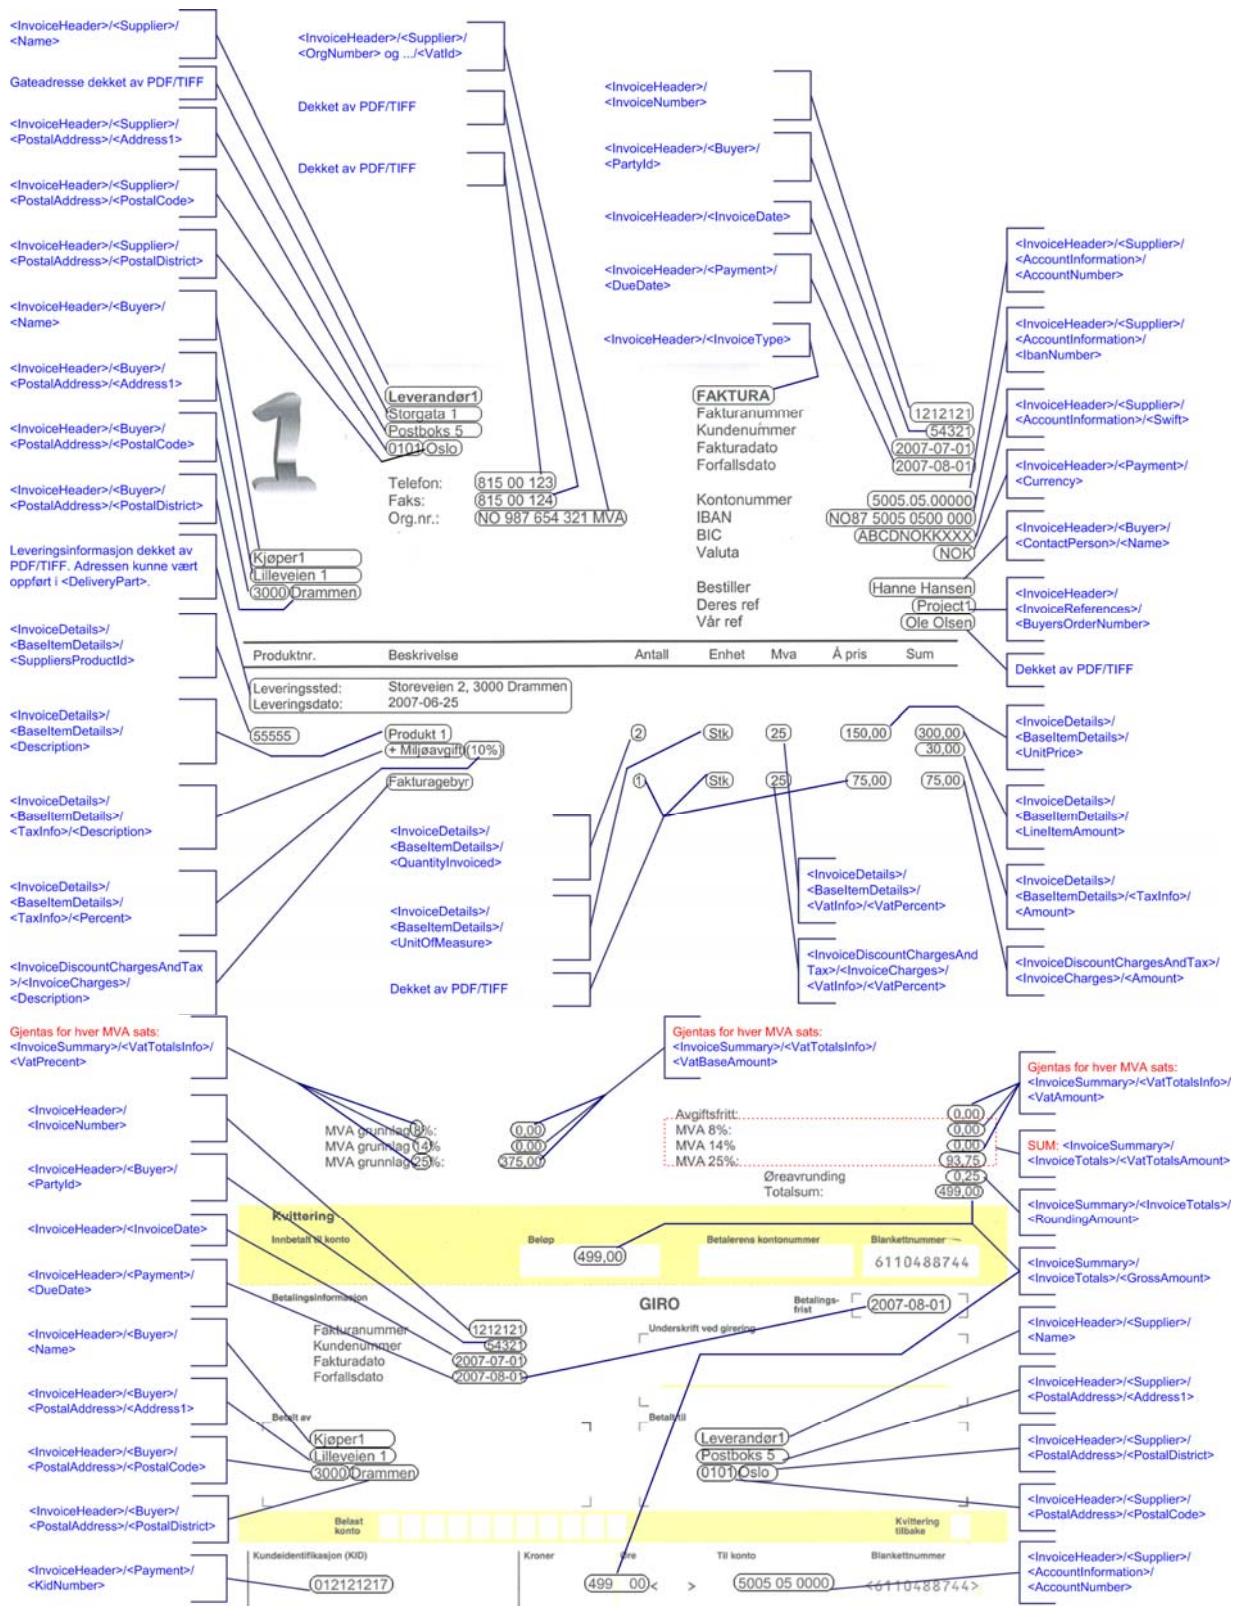 <InvoiceHeader>/<Supplier>/
<Name>
Gateadresse dekket av PDF/TIFF
<InvoiceHeader>/<Supplier>/
<PostalAddress>/<Address1>
<InvoiceHeader>/<Supplier>/
<PostalAddress>/<PostalCode>
<InvoiceHeader>/<Supplier>/
<PostalAddress>/<PostalDistrict>
<InvoiceHeader>/<Buyer>/
<Name>
<InvoiceHeader>/<Buyer>/
<PostalAddress>/<Address1>
<InvoiceHeader>/<Buyer>/
<PostalAddress>/<PostalCode>
<InvoiceHeader>/<Buyer>/
<PostalAddress>/<PostalDistrict>
Leveringsinformasjon dekket av
PDF/TIFF. Adressen kunne vært
oppført i <DeliveryPart>.
<InvoiceDetails>/
<BaseItemDetails>/
<SuppliersProductId>
<InvoiceDetails>/
<BaseItemDetails>/
<Description>
<InvoiceDetails>/
<BaseItemDetails>/
<TaxInfo>/<Description>
<InvoiceDetails>/
<BaseItemDetails>/
<TaxInfo>/<Percent>
<InvoiceDiscountChargesAndTax
>/<InvoiceCharges>/
<Description>
<InvoiceHeader>/<Supplier>/
<OrgNumber> og .../<VatId>
Dekket av PDF/TIFF
Dekket av PDF/TIFF
<InvoiceHeader>/
<InvoiceNumber>
<InvoiceHeader>/<Buyer>/
<PartyId>
<InvoiceHeader>/<InvoiceDate>
<InvoiceHeader>/<Payment>/
<DueDate>
<InvoiceHeader>/<InvoiceType>
<InvoiceHeader>/<Supplier>/
<AccountInformation>/
<AccountNumber>
<InvoiceHeader>/<Supplier>/
<AccountInformation>/
<IbanNumber>
<InvoiceHeader>/<Supplier>/
<AccountInformation>/<Swift>
<InvoiceHeader>/<Payment>/
<Currency>
<InvoiceHeader>/<Buyer>/
<ContactPerson>/<Name>
<InvoiceHeader>/
<InvoiceReferences>/
<BuyersOrderNumber>
Dekket av PDF/TIFF
1
Leverandør1
Storgata 1
Postboks 5
0101 Oslo
Telefon: 815 00 123
Faks: 815 00 124
Org.nr.: NO 987 654 321 MVA
Kjøper1
Lilleveien 1
3000 Drammen
FAKTURA
Fakturanummer 1212121
Kundenummer 54321
Fakturadato 2007-07-01
Forfallsdato 2007-08-01
Kontonummer 5005.05.00000
IBAN NO87 5005 0500 000
BIC ABCDNOKKXXX
Valuta NOK
Bestiller Hanne Hansen
Deres ref Project1
Vår ref Ole Olsen
Produktnr. Beskrivelse Antall Enhet Mva Á pris Sum
Leveringssted: Storeveien 2, 3000 Drammen
Leveringsdato: 2007-06-25
55555 Produkt 1 2 Stk 25 150,00 300,00
+ Miljøavgift (10%) 30,00
Fakturagebyr 1 Stk 25 75,00 75,00
<InvoiceDetails>/
<BaseItemDetails>/
<QuantityInvoiced>
<InvoiceDetails>/
<BaseItemDetails>/
<UnitOfMeasure>
Dekket av PDF/TIFF
<InvoiceDetails>/
<BaseItemDetails>/
<VatInfo>/<VatPercent>
<InvoiceDiscountChargesAnd
Tax>/<InvoiceCharges>/
<VatInfo>/<VatPercent>
<InvoiceDetails>/
<BaseItemDetails>/
<UnitPrice>
<InvoiceDetails>/
<BaseItemDetails>/
<LineItemAmount>
<InvoiceDetails>/
<BaseItemDetails>/<TaxInfo>/
<Amount>
<InvoiceDiscountChargesAndTax>/
<InvoiceCharges>/<Amount>
Gjentas for hver MVA sats:
<InvoiceSummary>/<VatTotalsInfo>/
<VatPrecent>
Gjentas for hver MVA sats:
<InvoiceSummary>/<VatTotalsInfo>/
<VatBaseAmount>
Gjentas for hver MVA sats:
<InvoiceSummary>/<VatTotalsInfo>/
<VatAmount>
SUM: <InvoiceSummary>/
<InvoiceTotals>/<VatTotalsAmount>
<InvoiceSummary>/<InvoiceTotals>/
<RoundingAmount>
<InvoiceSummary>/
<InvoiceTotals>/<GrossAmount>
MVA grunnlag 8%: 0,00
MVA grunnlag 14% 0,00
MVA grunnlag 25%: 375,00
Avgiftsfritt: 0,00
MVA 8%: 0,00
MVA 14% 0,00
MVA 25%: 93,75
Øreavrunding 0,25
Totalsum: 499,00
<InvoiceHeader>/
<InvoiceNumber>
<InvoiceHeader>/<Buyer>/
<PartyId>
<InvoiceHeader>/<InvoiceDate>
<InvoiceHeader>/<Payment>/
<DueDate>
<InvoiceHeader>/<Buyer>/
<Name>
<InvoiceHeader>/<Buyer>/
<PostalAddress>/<Address1>
<InvoiceHeader>/<Buyer>/
<PostalAddress>/<PostalCode>
<InvoiceHeader>/<Buyer>/
<PostalAddress>/<PostalDistrict>
<InvoiceHeader>/<Payment>/
<KidNumber>
Kvittering
Innbetalt til konto Beløp Betalerens kontonummer Blankettnummer
499,00 6110488744
Betalingsinformasjon GIRO Betalings-
frist 2007-08-01
Fakturanummer 1212121
Kundenummer 54321
Fakturadato 2007-07-01
Forfallsdato 2007-08-01
Underskrift ved girering
Betalt av
Kjøper1
Lilleveien 1
3000 Drammen
Betalt til
Leverandør1
Postboks 5
0101 Oslo
Belast
konto
Kvittering
tilbake
Kundeidentifikasjon (KID) Kroner Øre Til konto Blankettnummer
012121217 499 00 < > 5005 05 0000 <6110488744>
<InvoiceHeader>/<Supplier>/
<Name>
<InvoiceHeader>/<Supplier>/
<PostalAddress>/<Address1>
<InvoiceHeader>/<Supplier>/
<PostalAddress>/<PostalDistrict>
<InvoiceHeader>/<Supplier>/
<PostalAddress>/<PostalCode>
<InvoiceHeader>/<Supplier>/
<AccountInformation>/
<AccountNumber>